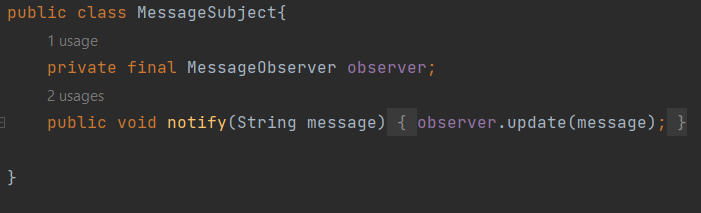 public class MessageSubject{
1 usage
private final MessageObserver observer;
2 usages
public void notify(String message) { observer.update(message); }
}